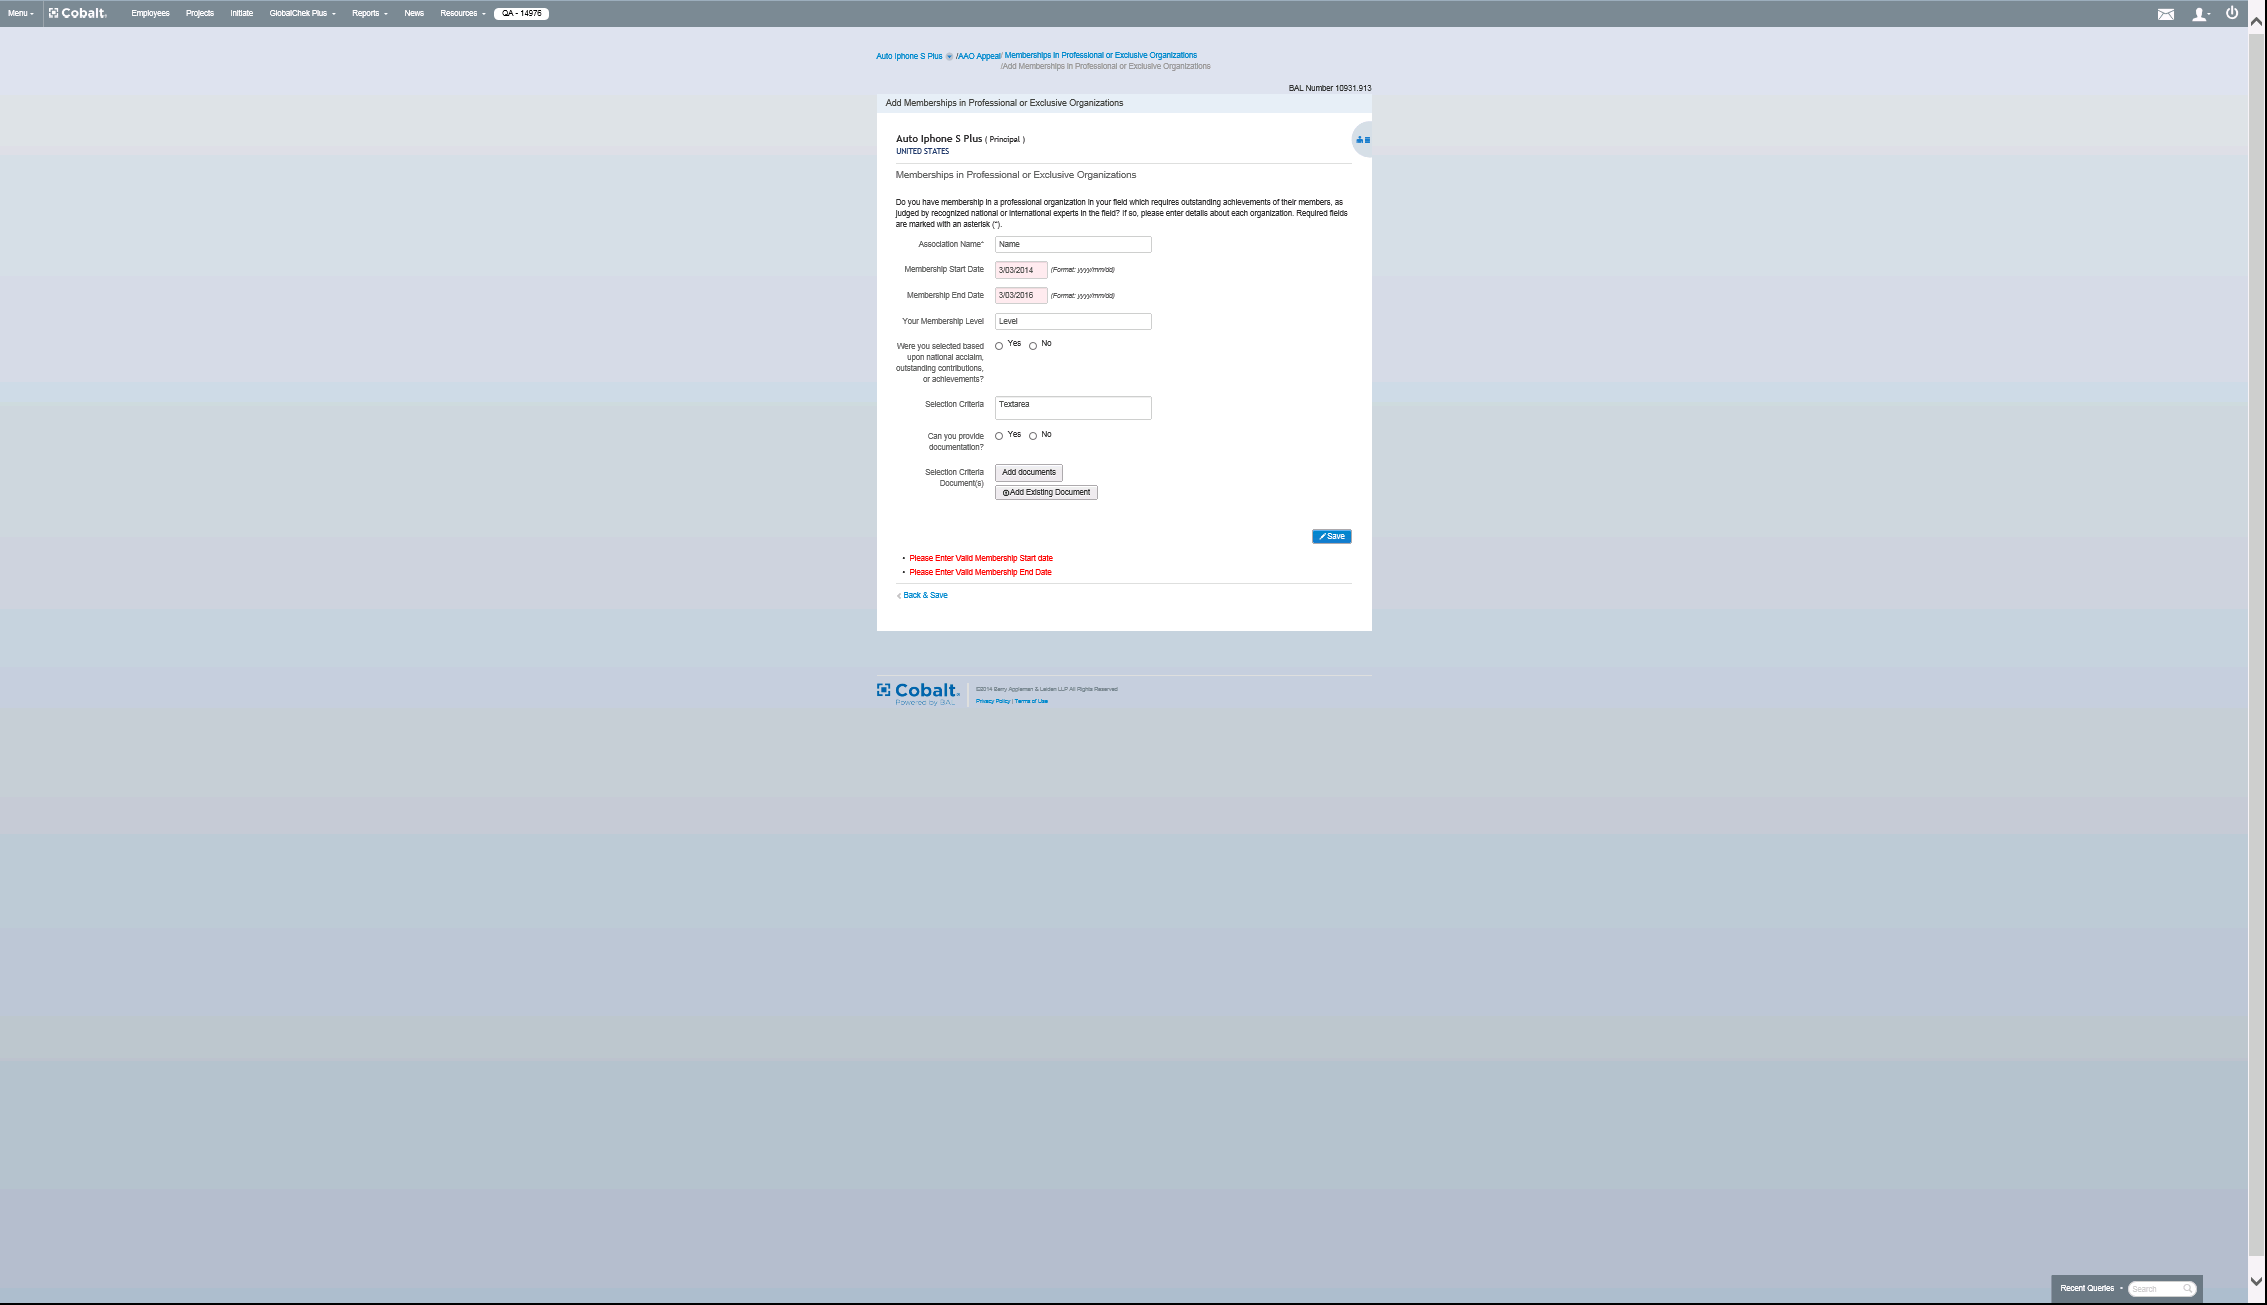 Menu Cobalt. Employees Projects Initiate GlobalChek Plus Reports News Resources QA - 14976
Auto Iphone S Plus /AAO Appeal/ Memberships in Professional or Exclusive Organizations
/Add Memberships in Professional or Exclusive Organizations
BAL Number 10931.913
Add Memberships in Professional or Exclusive Organizations
Auto Iphone S Plus ( Principal )
UNITED STATES
Memberships in Professional or Exclusive Organizations
Do you have membership in a professional organization in your field which requires outstanding achievements of their members, as
judged by recognized national or international experts in the field? If so, please enter details about each organization. Required fields
are marked with an asterisk (*).
Association Name* Name
Membership Start Date 3/03/2014 (Format: yyyy/mm/dd)
Membership End Date 3/03/2016 (Format: yyyy/mm/dd)
Your Membership Level Level
Were you selected based Yes No
upon national acclaim,
outstanding contributions,
or achievements?
Selection Criteria Textarea
Can you provide Yes No
documentation?
Selection Criteria Add documents
Document(s)
Add Existing Document
Save
• Please Enter Valid Membership Start date
• Please Enter Valid Membership End Date
Back & Save
Cobalt. ©2014 Berry Appleman & Leiden LLP All Rights Reserved
Powered by BAL Privacy Policy | Terms of Use
Recent Queries Search